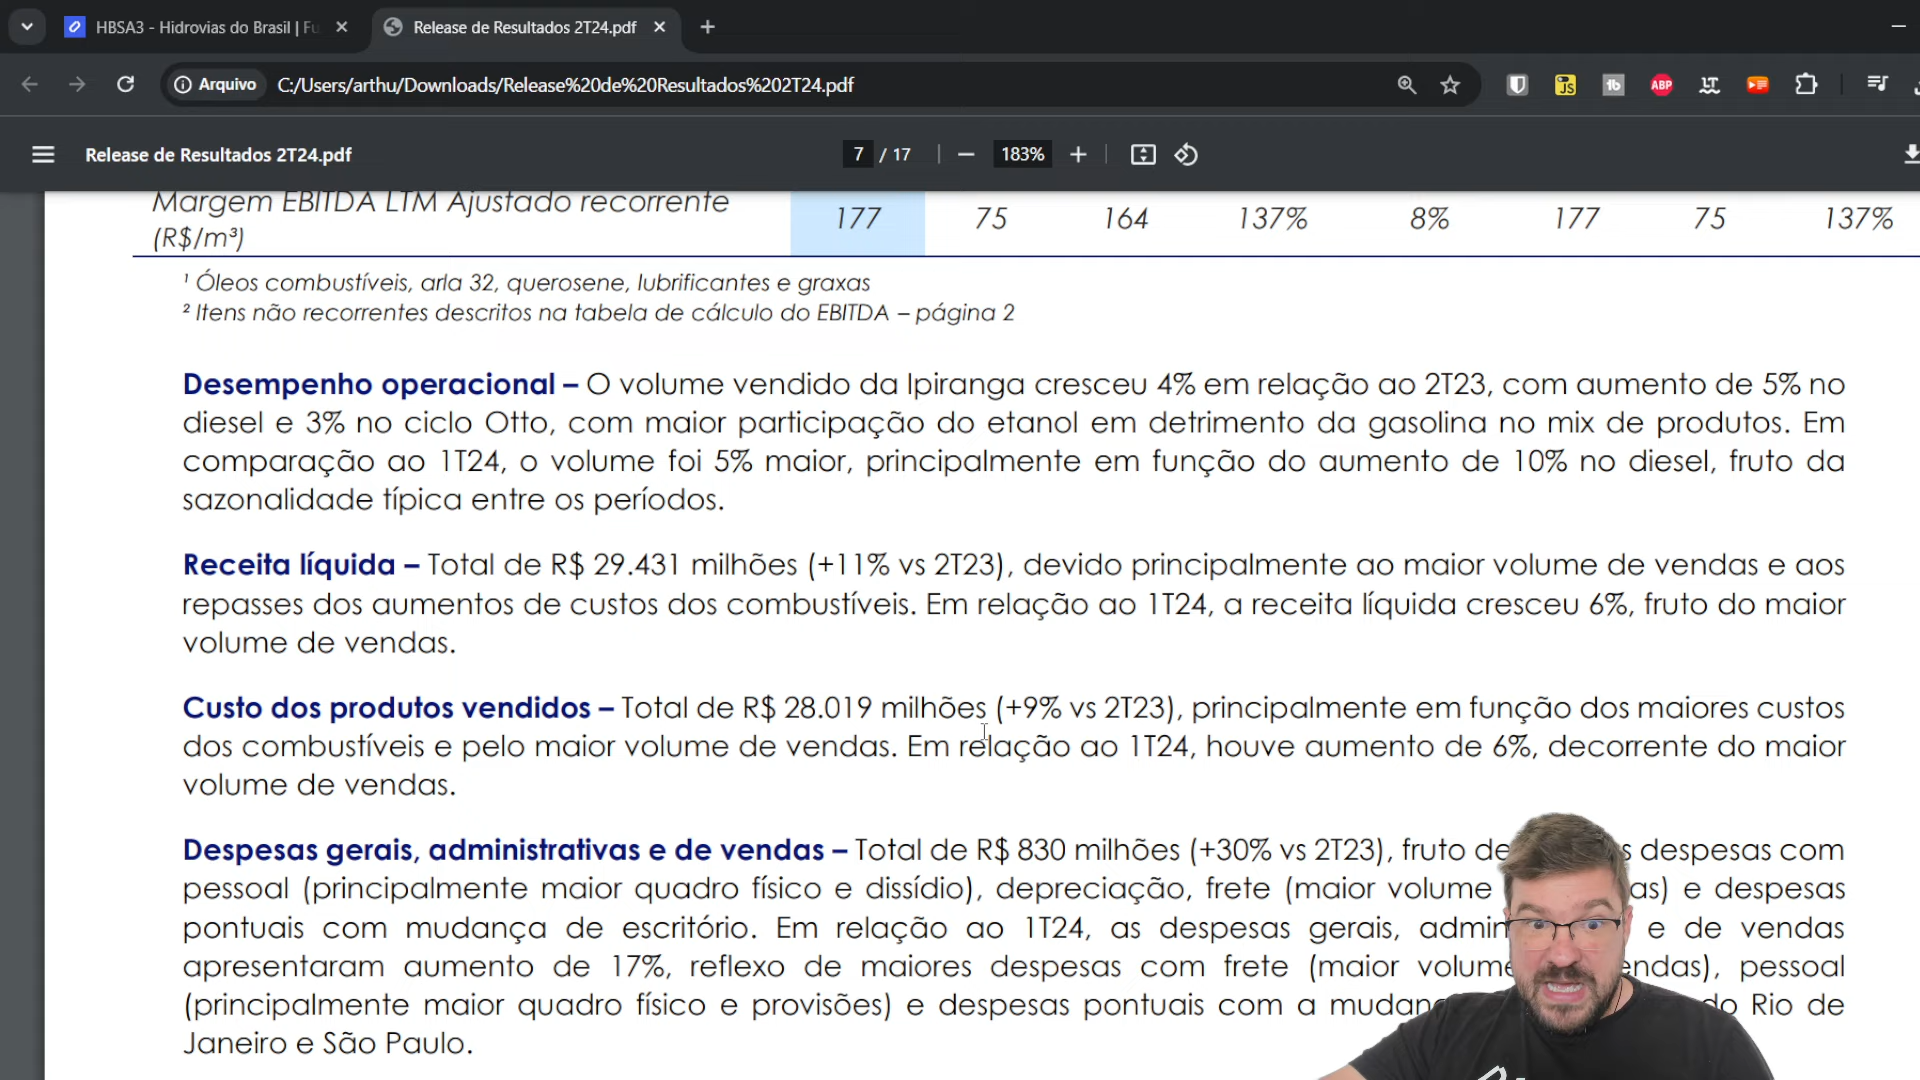 HBSA3 - Hidrovias do Brasil | Fu
Release de Resultados 2T24.pdf
Arquivo
C:/Users/arthu/Downloads/Release%20de%20Resultados%202T24.pdf
JS
tb
ABP
Release de Resultados 2T24.pdf
7 / 17
183%
Margem EBITDA LTM Ajustado recorrente
(R$/m³)
177 75 164 137% 8% 177 75 137%
¹ Óleos combustíveis, arla 32, querosene, lubrificantes e graxas
² Itens não recorrentes descritos na tabela de cálculo do EBITDA – página 2
Desempenho operacional – O volume vendido da Ipiranga cresceu 4% em relação ao 2T23, com aumento de 5% no
diesel e 3% no ciclo Otto, com maior participação do etanol em detrimento da gasolina no mix de produtos. Em
comparação ao 1T24, o volume foi 5% maior, principalmente em função do aumento de 10% no diesel, fruto da
sazonalidade típica entre os períodos.
Receita líquida – Total de R$ 29.431 milhões (+11% vs 2T23), devido principalmente ao maior volume de vendas e aos
repasses dos aumentos de custos dos combustíveis. Em relação ao 1T24, a receita líquida cresceu 6%, fruto do maior
volume de vendas.
Custo dos produtos vendidos – Total de R$ 28.019 milhões (+9% vs 2T23), principalmente em função dos maiores custos
dos combustíveis e pelo maior volume de vendas. Em relação ao 1T24, houve aumento de 6%, decorrente do maior
volume de vendas.
Despesas gerais, administrativas e de vendas – Total de R$ 830 milhões (+30% vs 2T23), fruto de s despesas com
pessoal (principalmente maior quadro físico e dissídio), depreciação, frete (maior volume as) e despesas
pontuais com mudança de escritório. Em relação ao 1T24, as despesas gerais, admin e de vendas
apresentaram aumento de 17%, reflexo de maiores despesas com frete (maior volume endas), pessoal
(principalmente maior quadro físico e provisões) e despesas pontuais com a mudan do Rio de
Janeiro e São Paulo.